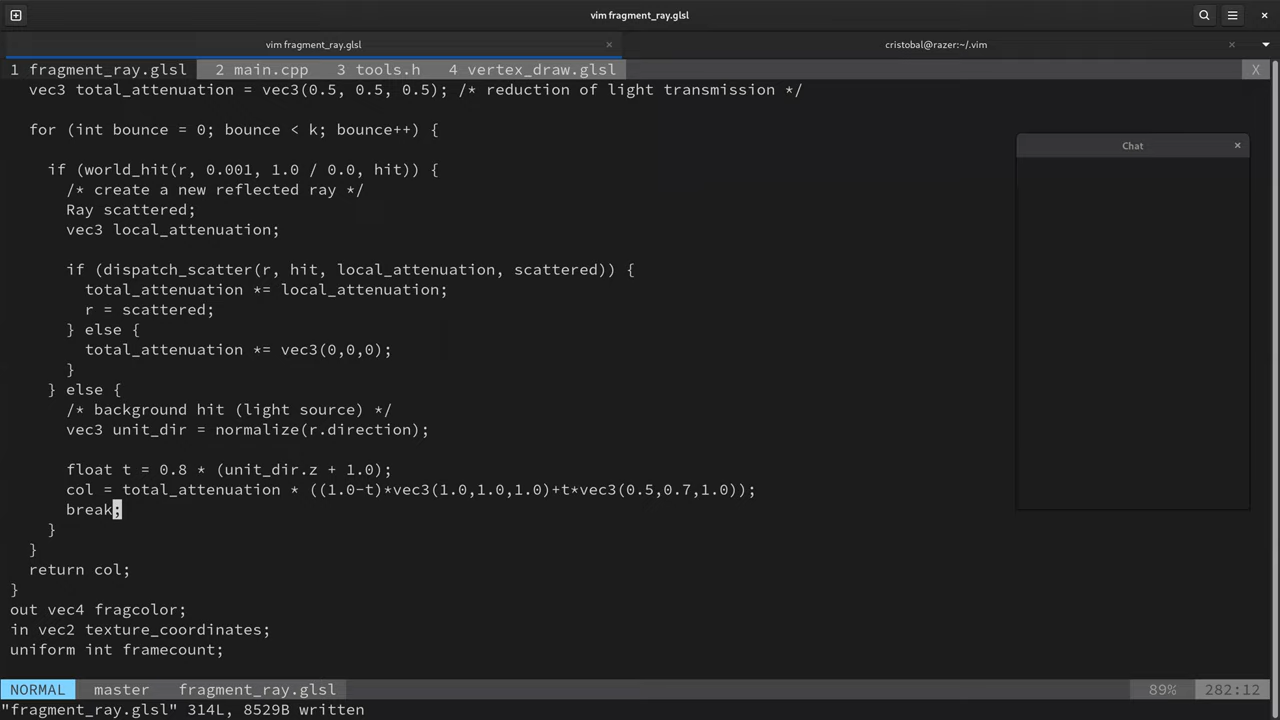 vim fragment_ray.glsl
vim fragment_ray.glsl ×
cristobal@razer:~/.vim ×
1 fragment_ray.glsl 2 main.cpp 3 tools.h 4 vertex_draw.glsl X
vec3 total_attenuation = vec3(0.5, 0.5, 0.5); /* reduction of light transmission */
for (int bounce = 0; bounce < k; bounce++) {
if (world_hit(r, 0.001, 1.0 / 0.0, hit)) {
/* create a new reflected ray */
Ray scattered;
vec3 local_attenuation;
if (dispatch_scatter(r, hit, local_attenuation, scattered)) {
total_attenuation *= local_attenuation;
r = scattered;
} else {
total_attenuation *= vec3(0,0,0);
}
} else {
/* background hit (light source) */
vec3 unit_dir = normalize(r.direction);
float t = 0.8 * (unit_dir.z + 1.0);
col = total_attenuation * ((1.0-t)*vec3(1.0,1.0,1.0)+t*vec3(0.5,0.7,1.0));
break;
}
}
return col;
}
out vec4 fragcolor;
in vec2 texture_coordinates;
uniform int framecount;
Chat ×
NORMAL master fragment_ray.glsl 89% 282:12
"fragment_ray.glsl" 314L, 8529B written